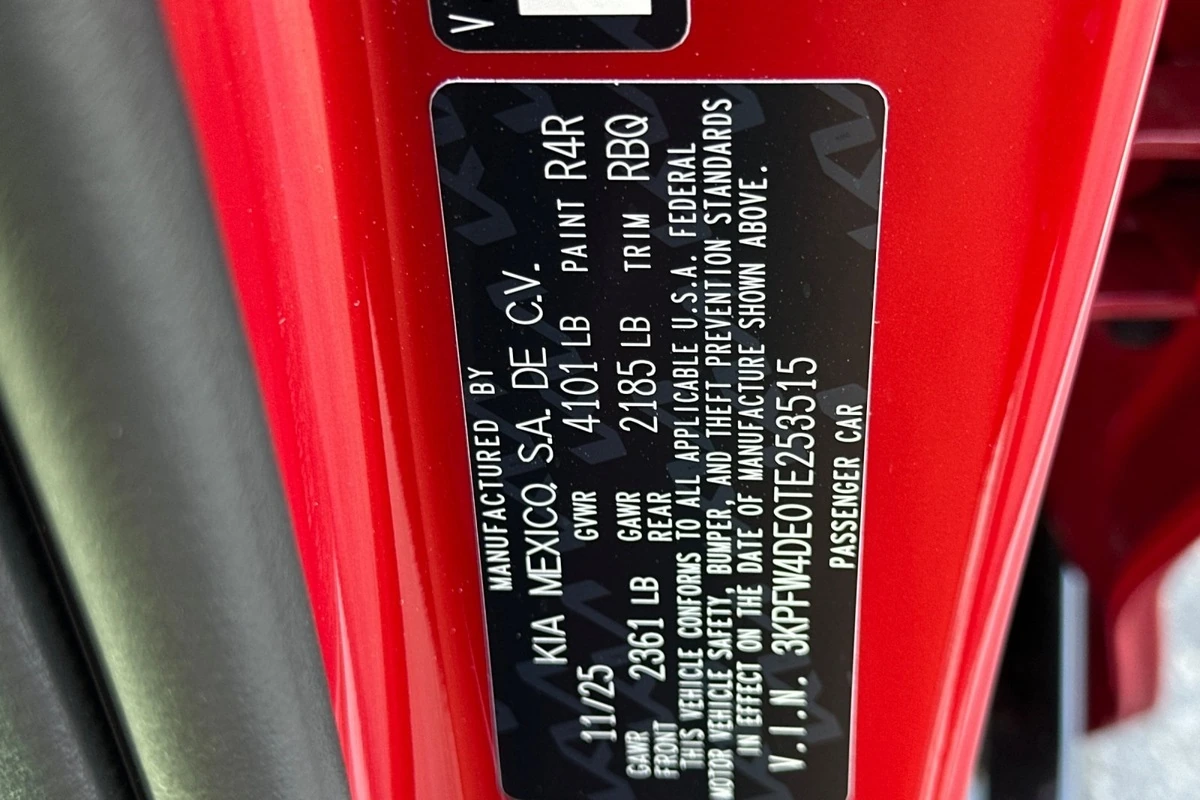 V
MANUFACTURED BY
KIA MEXICO, S.A. DE C.V.
11/25 GVWR 4101 LB PAINT R4R
GAWR FRONT 2361 LB GAWR REAR 2185 LB TRIM RBQ
THIS VEHICLE CONFORMS TO ALL APPLICABLE U.S.A. FEDERAL
MOTOR VEHICLE SAFETY, BUMPER, AND THEFT PREVENTION STANDARDS
IN EFFECT ON THE DATE OF MANUFACTURE SHOWN ABOVE.
V.I.N. 3KPFW4DE0TE253515
PASSENGER CAR